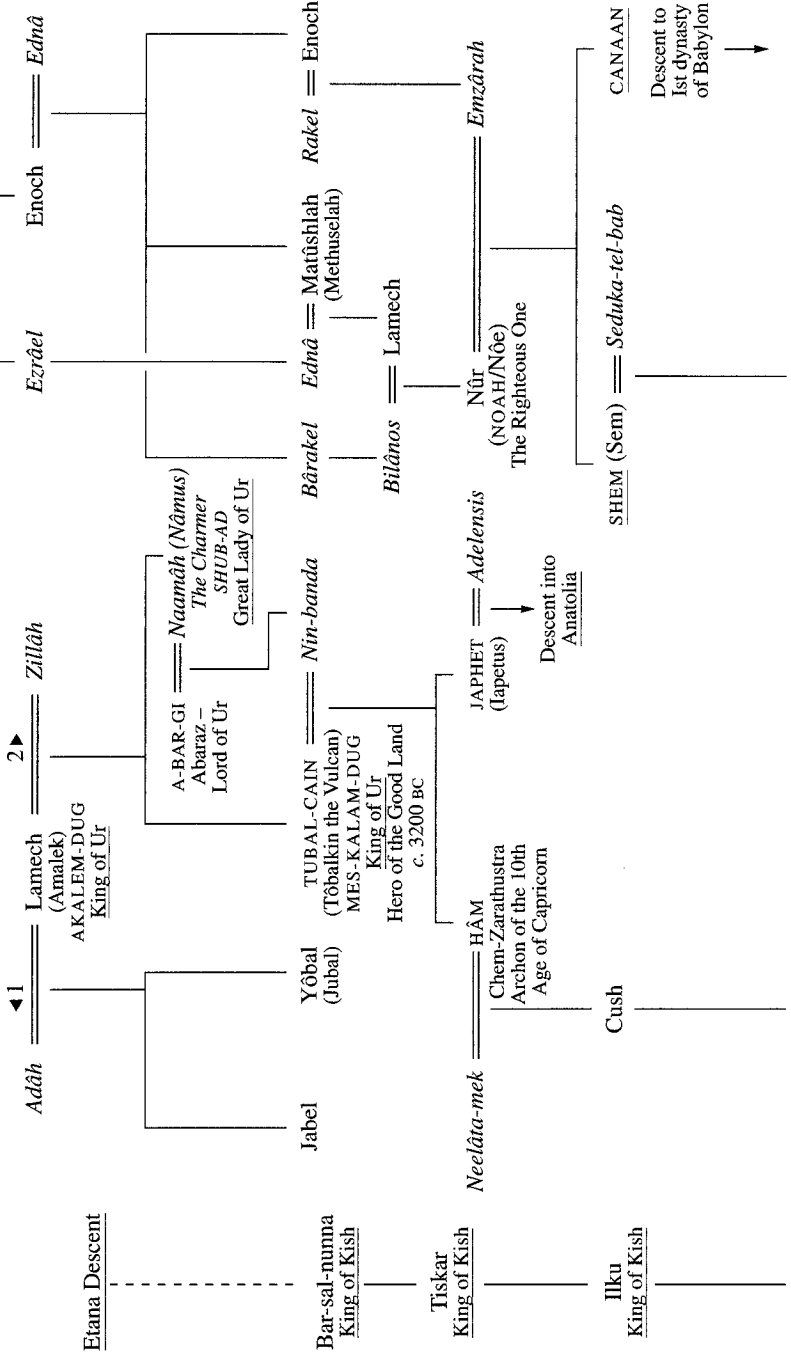 Etana Descent
Adâh
◄1
Lamech
(Amalek)
AKALEM-DUG
King of Ur
2►
Zillâh
Ezrâel
Enoch
Ednâ
A-BAR-GI
Abaraz –
Lord of Ur
Naamâh (Nâmus)
The Charmer
SHUB-AD
Great Lady of Ur
Bar-sal-nunna
King of Kish
Jabel
Yôbal
(Jubal)
TUBAL-CAIN
(Tôbalkin the Vulcan)
MES-KALAM-DUG
King of Ur
Hero of the Good Land
c. 3200 BC
Nin-banda
Bârakel
Ednâ
Matûshlah
(Methuselah)
Rakel
Enoch
Bilânos
Lamech
Tiskar
King of Kish
Neelâta-mek
HÂM
Chem-Zarathustra
Archon of the 10th
Age of Capricorn
JAPHET
(Iapetus)
Adelensis
Descent into
Anatolia
Nûr
(NOAH/Nôe)
The Righteous One
Emzârah
Ilku
King of Kish
Cush
SHEM (Sem)
Seduka-tel-bab
CANAAN
Descent to
Ist dynasty
of Babylon